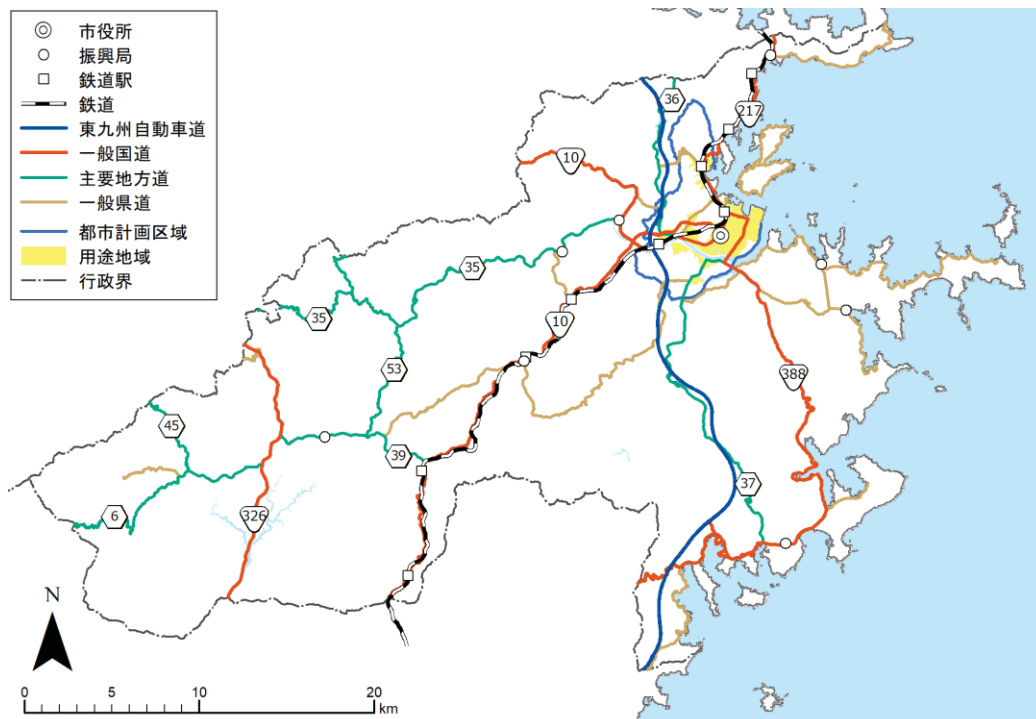 市役所
振興局
鉄道駅
鉄道
東九州自動車道
一般国道
主要地方道
一般県道
都市計画区域
用途地域
行政界
36
217
10
35
35
10
53
388
45
39
37
6
326
N
0 5 10 20
km